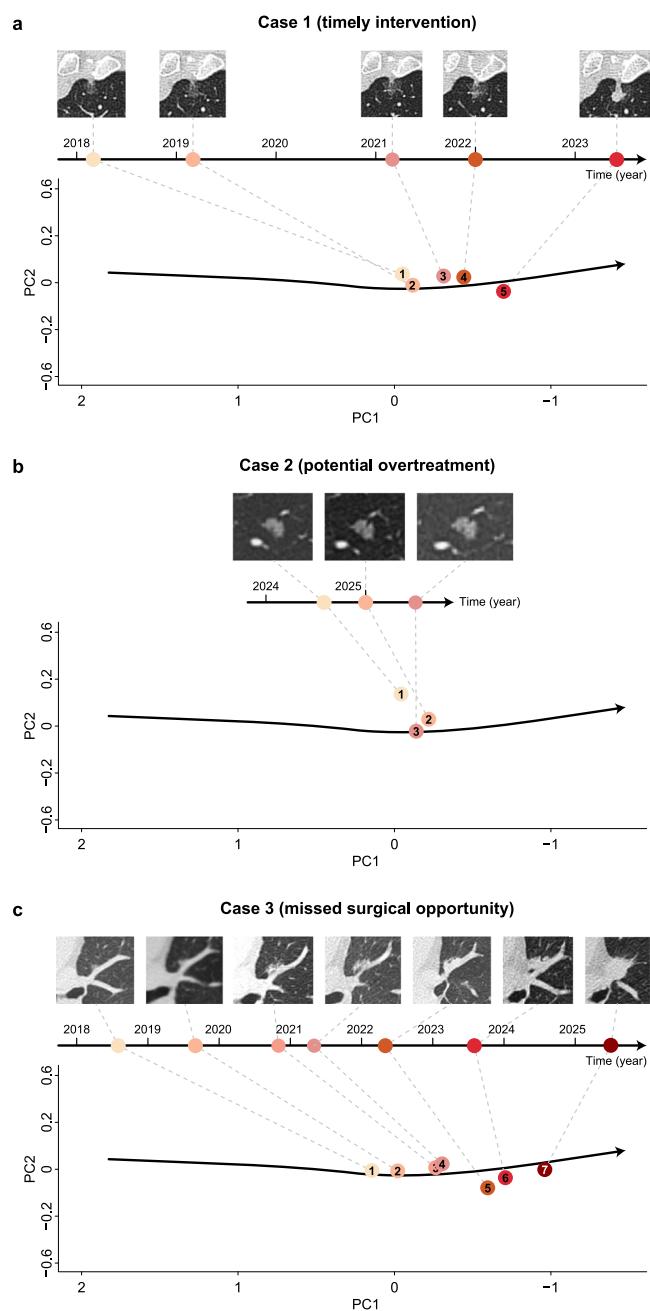 a
Case 1 (timely intervention)
2018 2019 2020 2021 2022 2023
Time (year)
0.6
0.2
0
−0.2
−0.6
PC2
1 2 3 4 5
2 1 0 −1
PC1
b
Case 2 (potential overtreatment)
2024 2025
Time (year)
0.6
0.2
0
−0.2
−0.6
PC2
1
2
3
2 1 0 −1
PC1
c
Case 3 (missed surgical opportunity)
2018 2019 2020 2021 2022 2023 2024 2025
Time (year)
0.6
0.2
0
−0.2
−0.6
PC2
1 2 3 4 5 6 7
2 1 0 −1
PC1